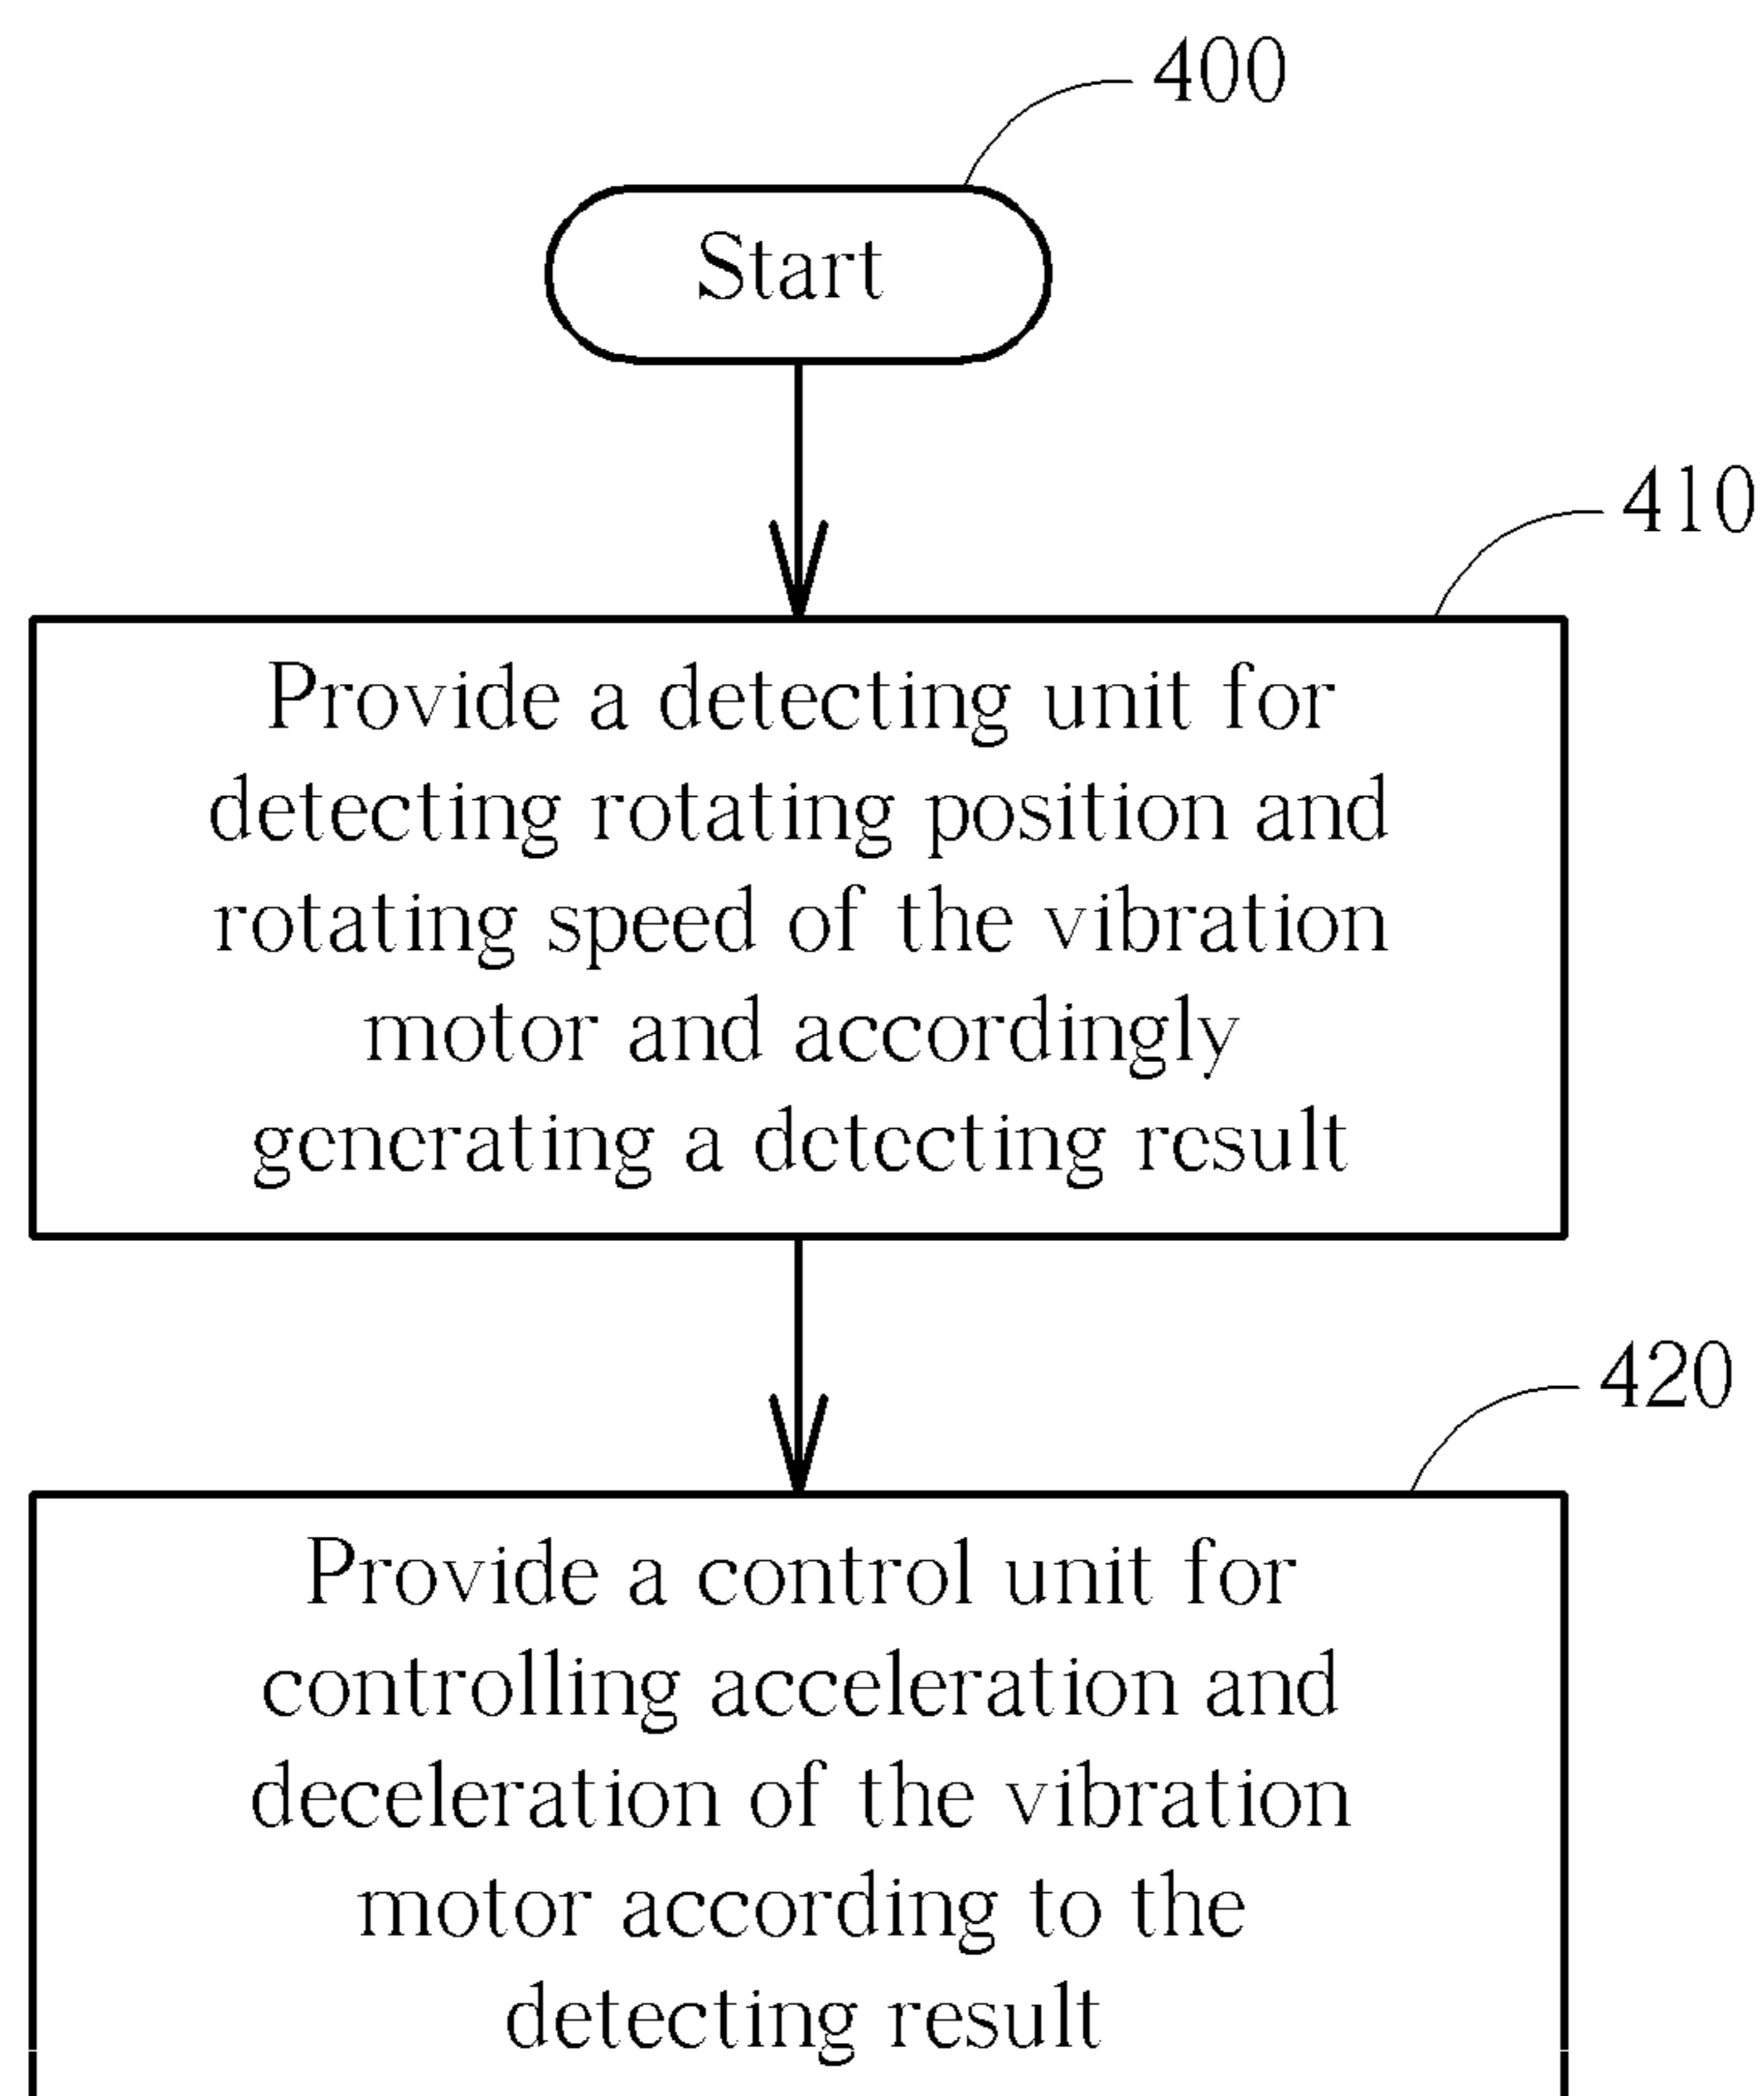 400
Start
410
Provide a detecting unit for
detecting rotating position and
rotating speed of the vibration
motor and accordingly
generating a detecting result
420
Provide a control unit for
controlling acceleration and
deceleration of the vibration
motor according to the
detecting result